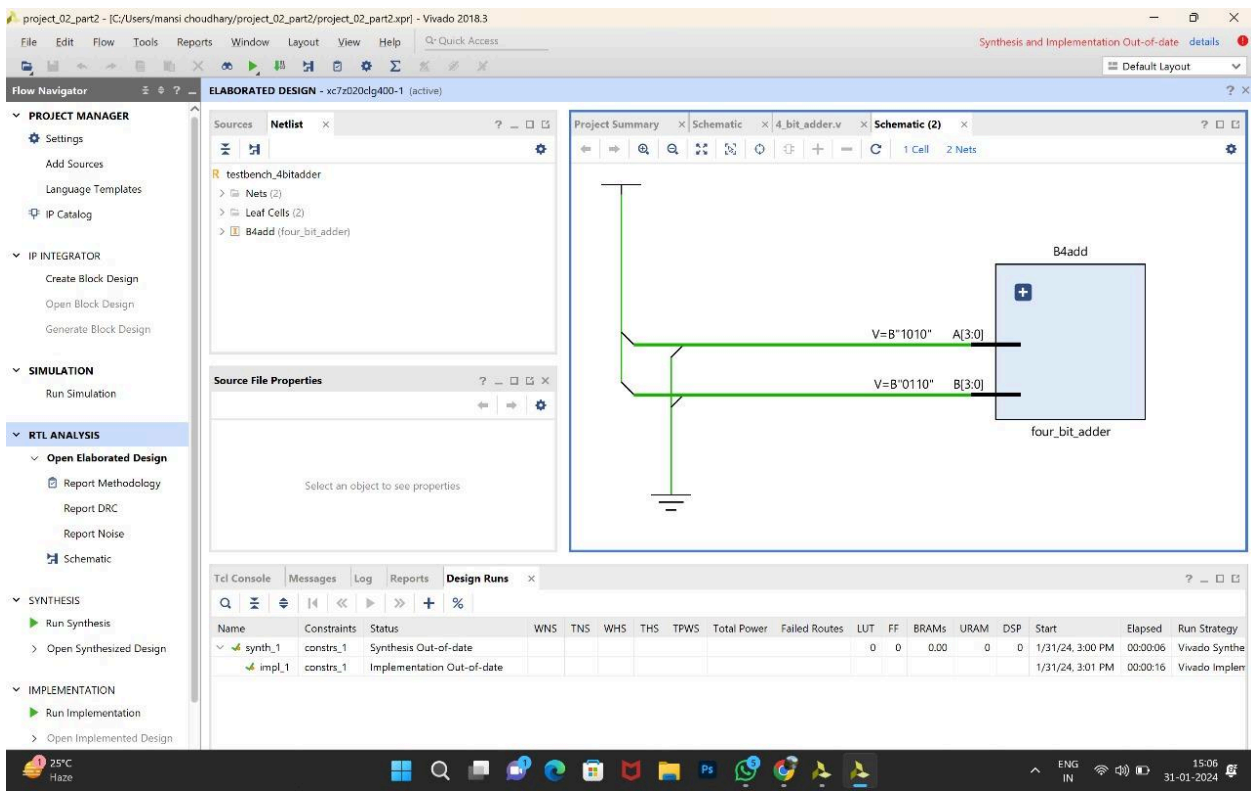 project_02_part2 - [C:/Users/mansi choudhary/project_02_part2/project_02_part2.xpr] - Vivado 2018.3
File Edit Flow Tools Reports Window Layout View Help Q- Quick Access
Synthesis and Implementation Out-of-date details
Default Layout
Flow Navigator
ELABORATED DESIGN - xc7z020clg400-1 (active)
PROJECT MANAGER
Settings
Add Sources
Language Templates
IP Catalog
IP INTEGRATOR
Create Block Design
Open Block Design
Generate Block Design
SIMULATION
Run Simulation
RTL ANALYSIS
Open Elaborated Design
Report Methodology
Report DRC
Report Noise
Schematic
SYNTHESIS
Run Synthesis
Open Synthesized Design
IMPLEMENTATION
Run Implementation
Open Implemented Design
Sources Netlist
testbench_4bitadder
Nets (2)
Leaf Cells (2)
B4add (four_bit_adder)
Source File Properties
Select an object to see properties
Project Summary Schematic 4_bit_adder.v Schematic (2)
1 Cell 2 Nets
B4add
V=B"1010" A[3:0]
V=B"0110" B[3:0]
four_bit_adder
Tcl Console Messages Log Reports Design Runs
Name Constraints Status WNS TNS WHS THS TPWS Total Power Failed Routes LUT FF BRAMs URAM DSP Start Elapsed Run Strategy
synth_1 constrs_1 Synthesis Out-of-date 0 0 0.00 0 0 1/31/24, 3:00 PM 00:00:06 Vivado Synthe
impl_1 constrs_1 Implementation Out-of-date 1/31/24, 3:01 PM 00:00:16 Vivado Implem
1
25°C
Haze
Ps
ENG
IN
15:06
31-01-2024